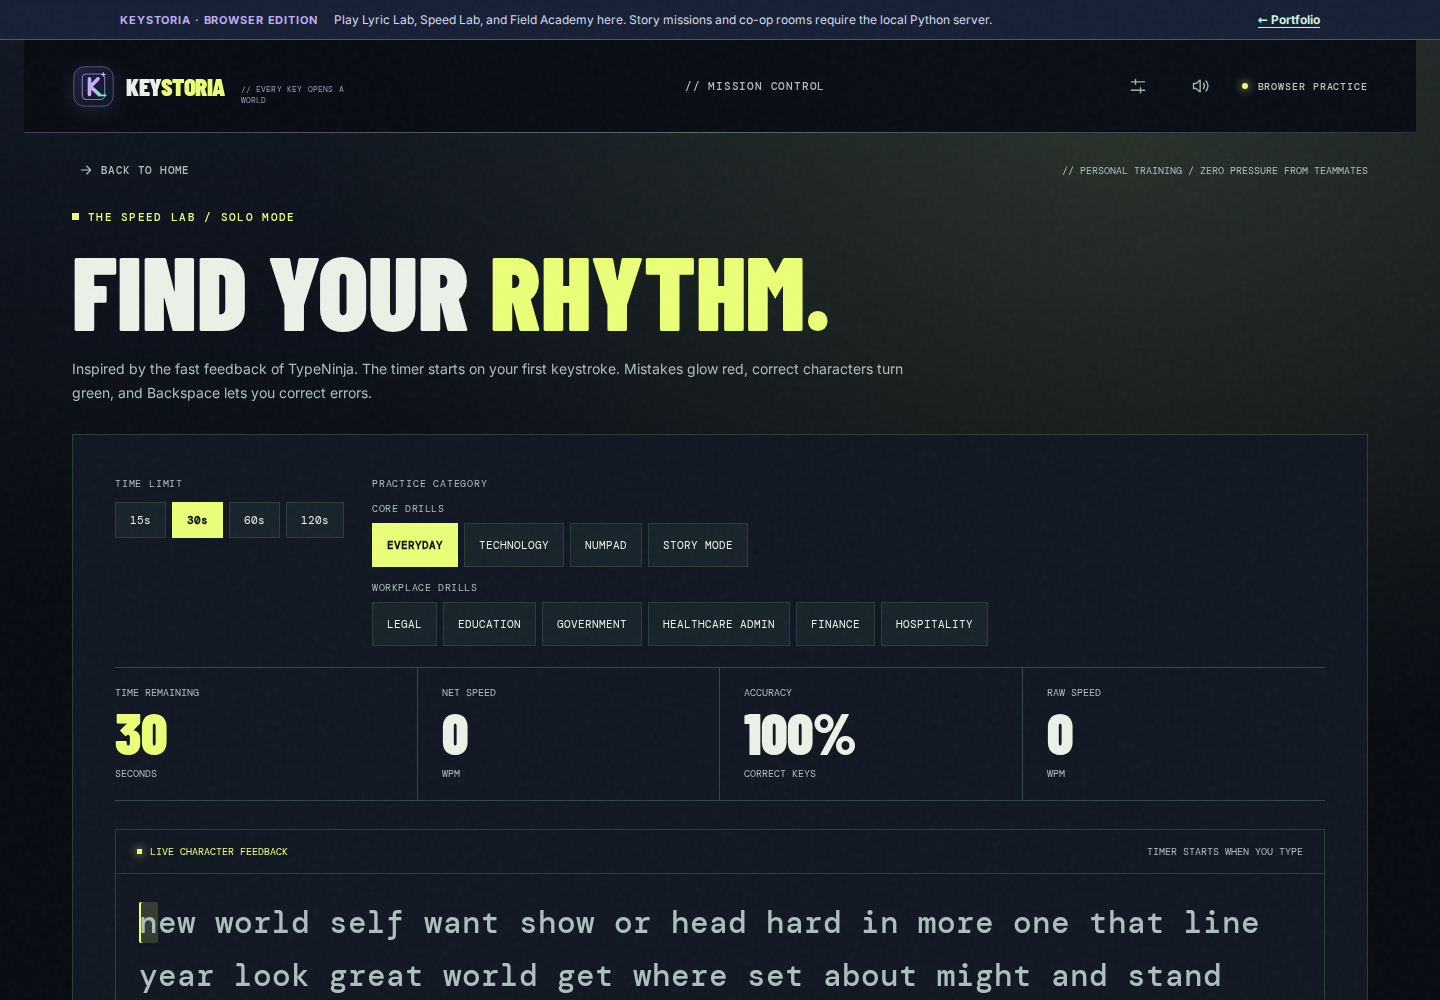 KEYSTORIA · BROWSER EDITION Play Lyric Lab, Speed Lab, and Field Academy here. Story missions and co-op rooms require the local Python server. ← Portfolio
KEYSTORIA // EVERY KEY OPENS A WORLD // MISSION CONTROL BROWSER PRACTICE
→ BACK TO HOME // PERSONAL TRAINING / ZERO PRESSURE FROM TEAMMATES
THE SPEED LAB / SOLO MODE
FIND YOUR RHYTHM.
Inspired by the fast feedback of TypeNinja. The timer starts on your first keystroke. Mistakes glow red, correct characters turn
green, and Backspace lets you correct errors.
TIME LIMIT
15s 30s 60s 120s
PRACTICE CATEGORY
CORE DRILLS
EVERYDAY TECHNOLOGY NUMPAD STORY MODE
WORKPLACE DRILLS
LEGAL EDUCATION GOVERNMENT HEALTHCARE ADMIN FINANCE HOSPITALITY
TIME REMAINING
30
SECONDS
NET SPEED
0
WPM
ACCURACY
100%
CORRECT KEYS
RAW SPEED
0
WPM
LIVE CHARACTER FEEDBACK TIMER STARTS WHEN YOU TYPE
new world self want show or head hard in more one that line
year look great world get where set about might and stand